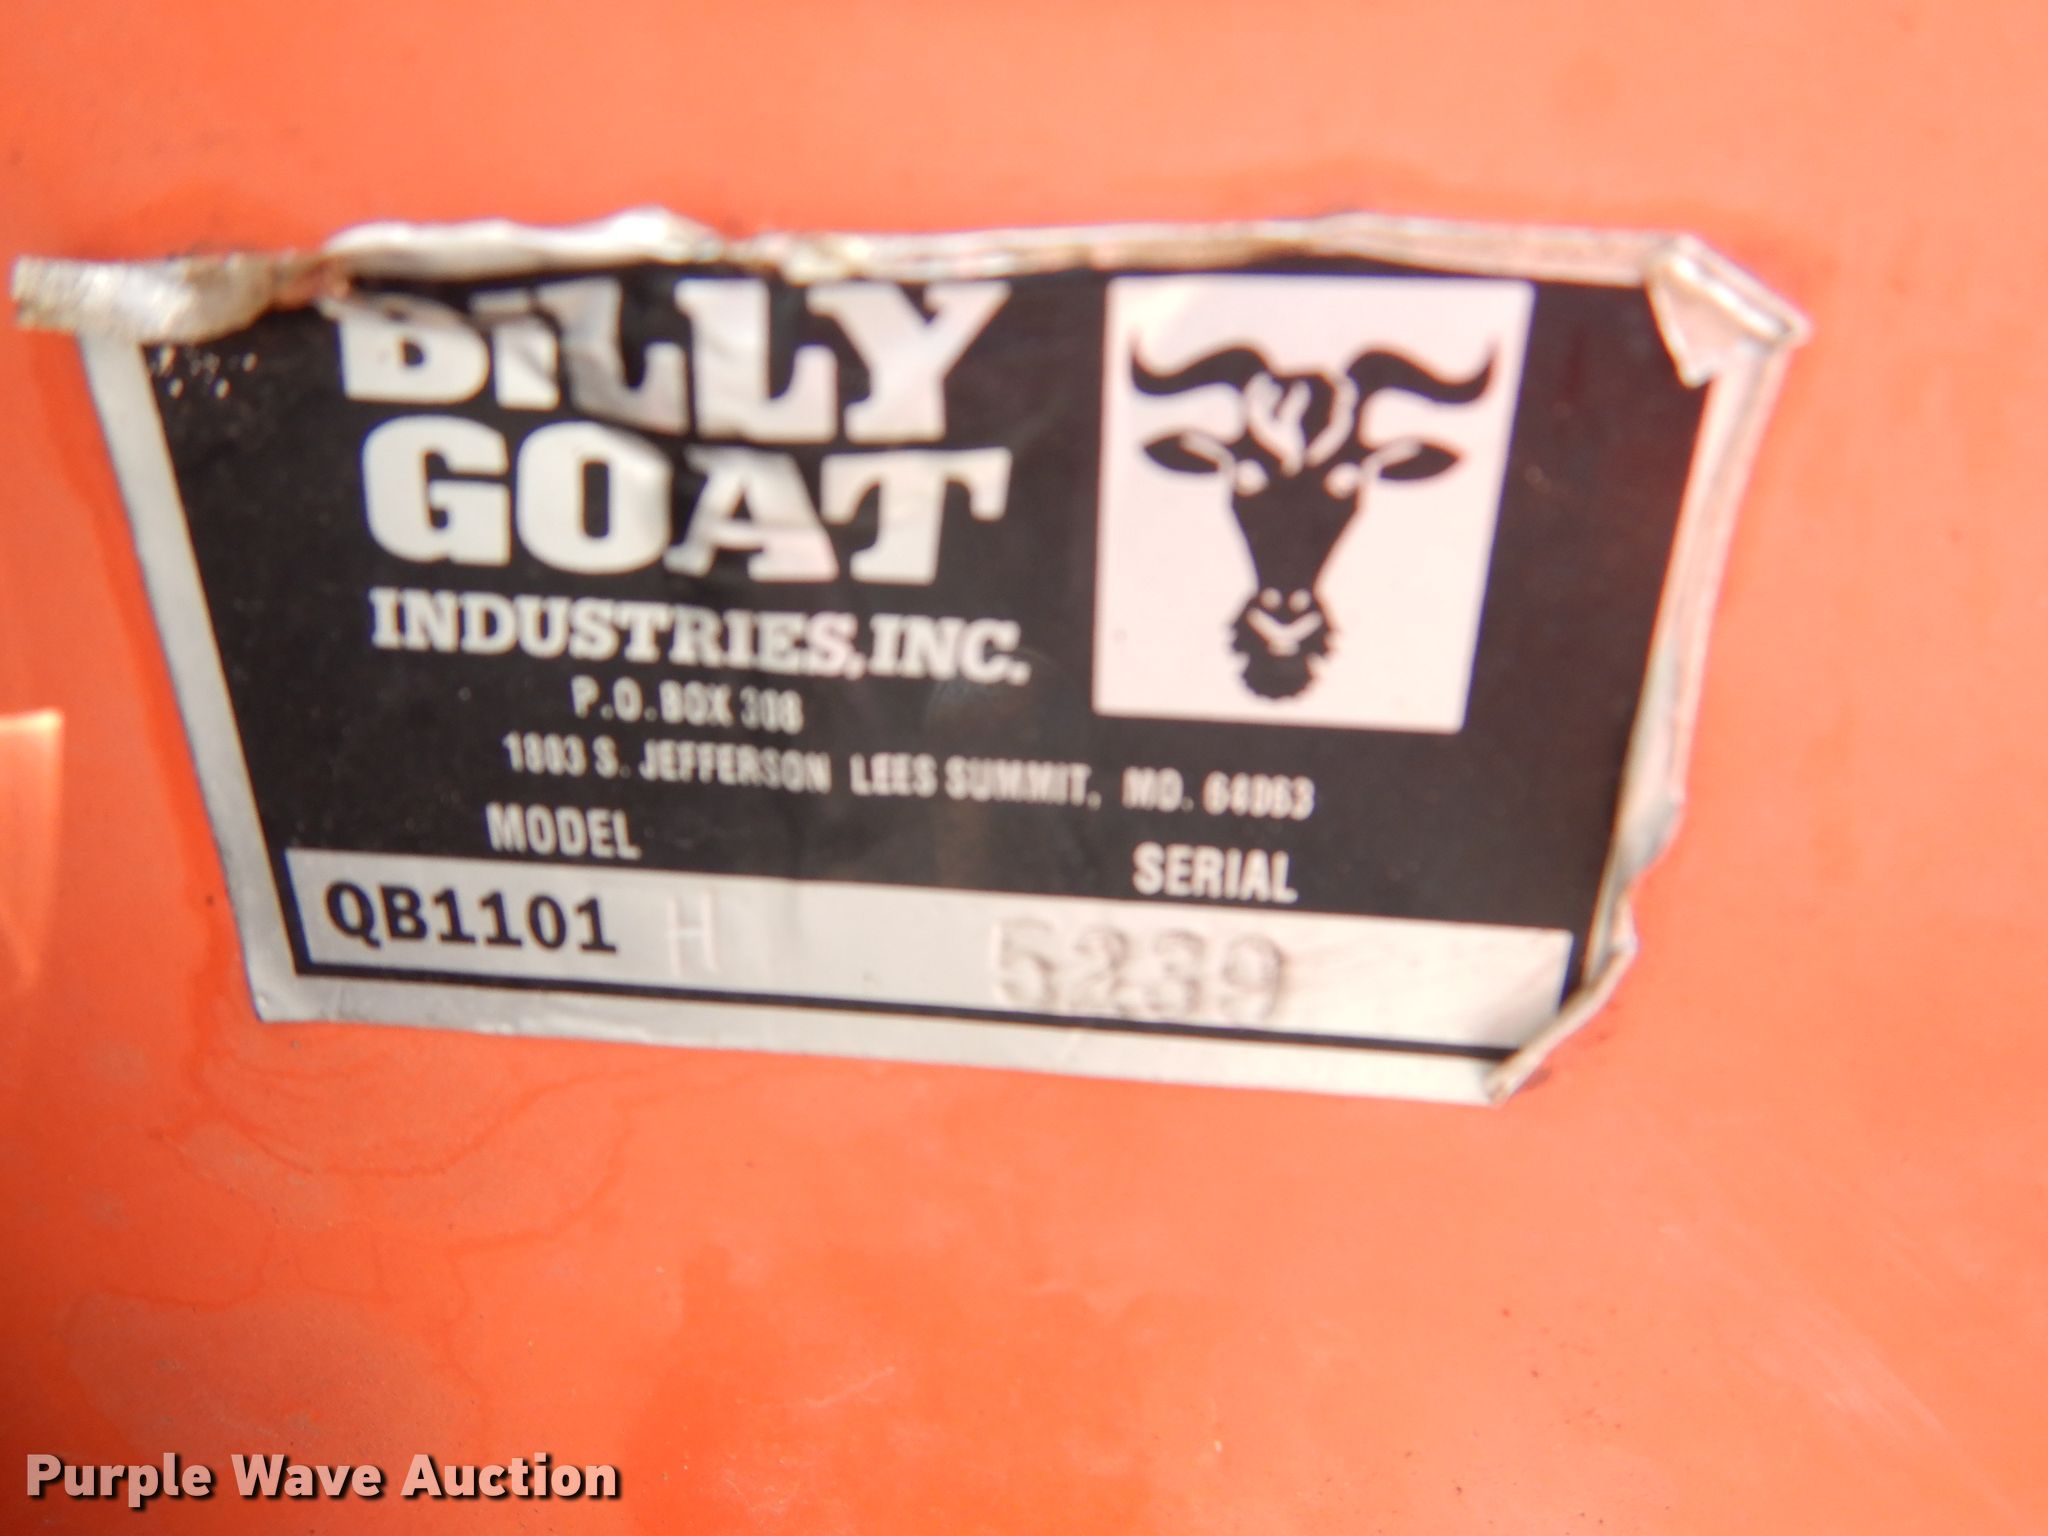 BiLLY
GOAT
INDUSTRIES, INC.
P.O. BOX 308
1803 S. JEFFERSON LEES SUMMIT, MO. 64063
MODEL SERIAL
QB1101 H 5239
Purple Wave Auction